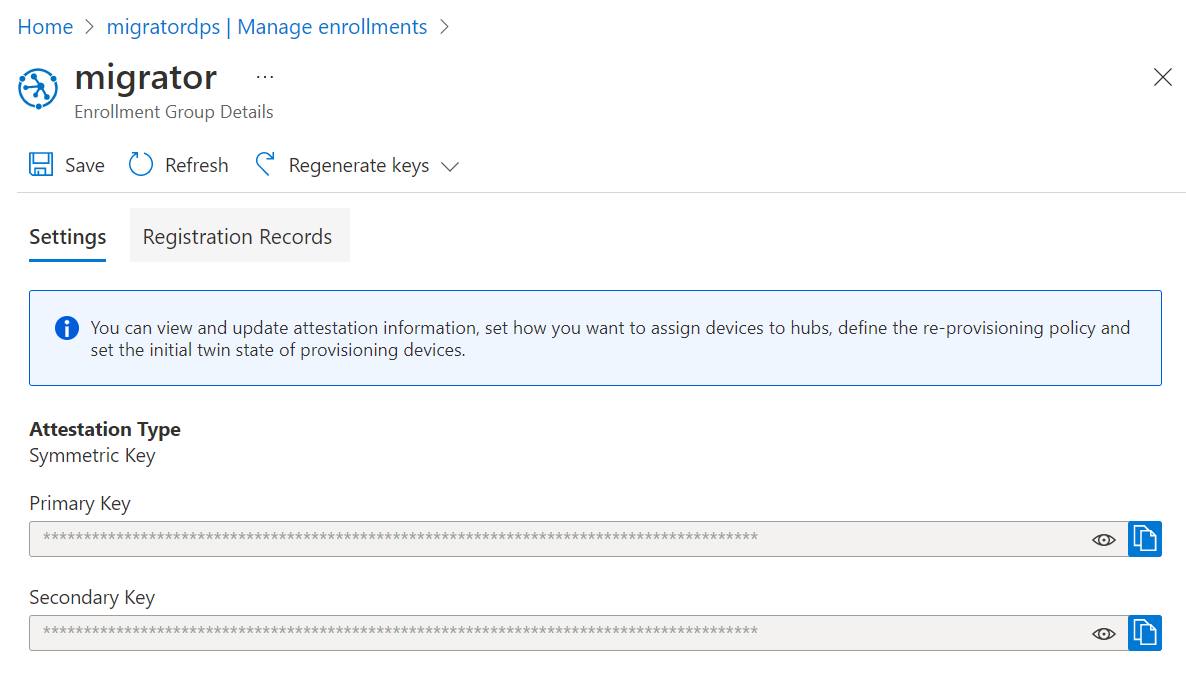 Home > migratordps | Manage enrollments >
migrator ...
Enrollment Group Details
Save Refresh Regenerate keys
Settings Registration Records
You can view and update attestation information, set how you want to assign devices to hubs, define the re-provisioning policy and
set the initial twin state of provisioning devices.
Attestation Type
Symmetric Key
Primary Key
****************************************************************************************
Secondary Key
****************************************************************************************